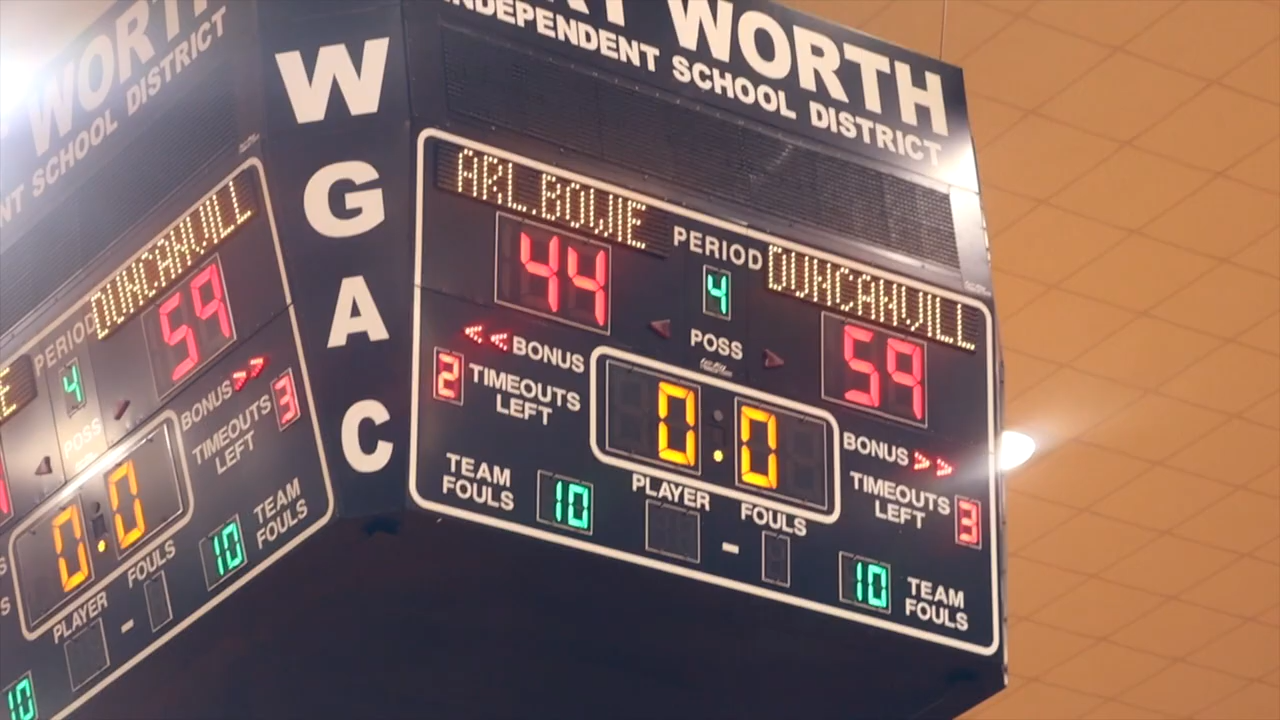 WORTH
INDEPENDENT SCHOOL DISTRICT
ARL.BOWIE
PERIOD
DUNCANVILL
44
4
59
POSS
<< BONUS
BONUS >>
2
TIMEOUTS
LEFT
0:0
TIMEOUTS
LEFT
3
TEAM
FOULS
10
PLAYER
-
FOULS
10
TEAM
FOULS
W
G
A
C
WORTH
SCHOOL DISTRICT
DUNCANVILL
PERIOD
59
4
BONUS >>
POSS
TIMEOUTS
LEFT
3
0:0
TEAM
FOULS
10
FOULS
PLAYER
-
10